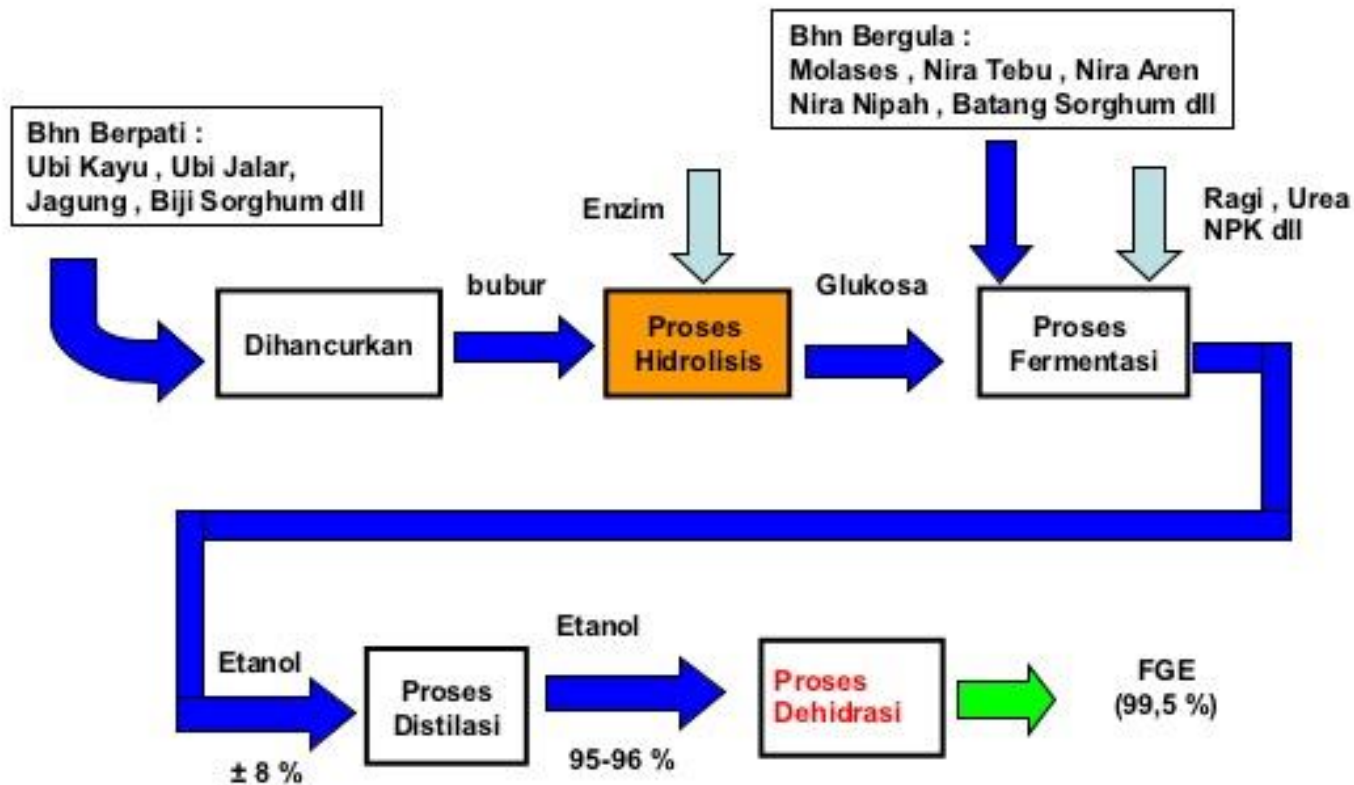 Bhn Bergula :
Molases , Nira Tebu , Nira Aren
Nira Nipah , Batang Sorghum dll
Bhn Berpati :
Ubi Kayu , Ubi Jalar,
Jagung , Biji Sorghum dll
Enzim
Ragi , Urea
NPK dll
bubur
Glukosa
Dihancurkan
Proses
Hidrolisis
Proses
Fermentasi
Etanol
± 8 %
Proses
Distilasi
Etanol
95-96 %
Proses
Dehidrasi
FGE
(99,5 %)